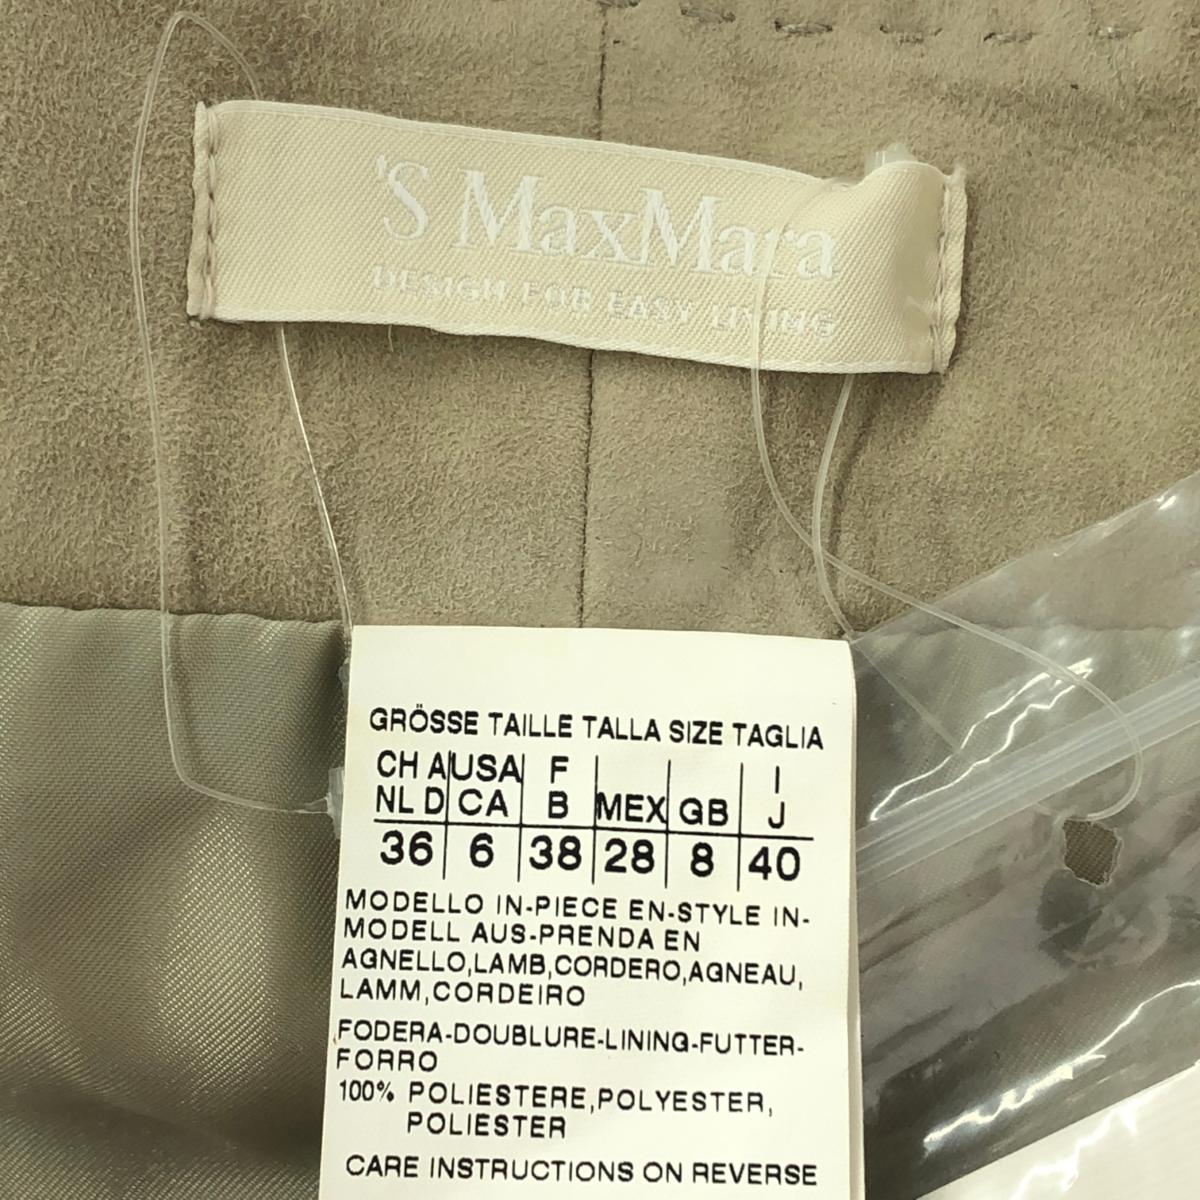 'S MaxMara
DESIGN FOR EASY LIVING
GRÖSSE TAILLE TALLA SIZE TAGLIA
CH A USA F I
NL D CA B MEX GB J
36 6 38 28 8 40
MODELLO IN-PIECE EN-STYLE IN-
MODELL AUS-PRENDA EN
AGNELLO,LAMB,CORDERO,AGNEAU,
LAMM,CORDEIRO
FODERA-DOUBLURE-LINING-FUTTER-
FORRO
100% POLIESTERE,POLYESTER,
POLIESTER
CARE INSTRUCTIONS ON REVERSE